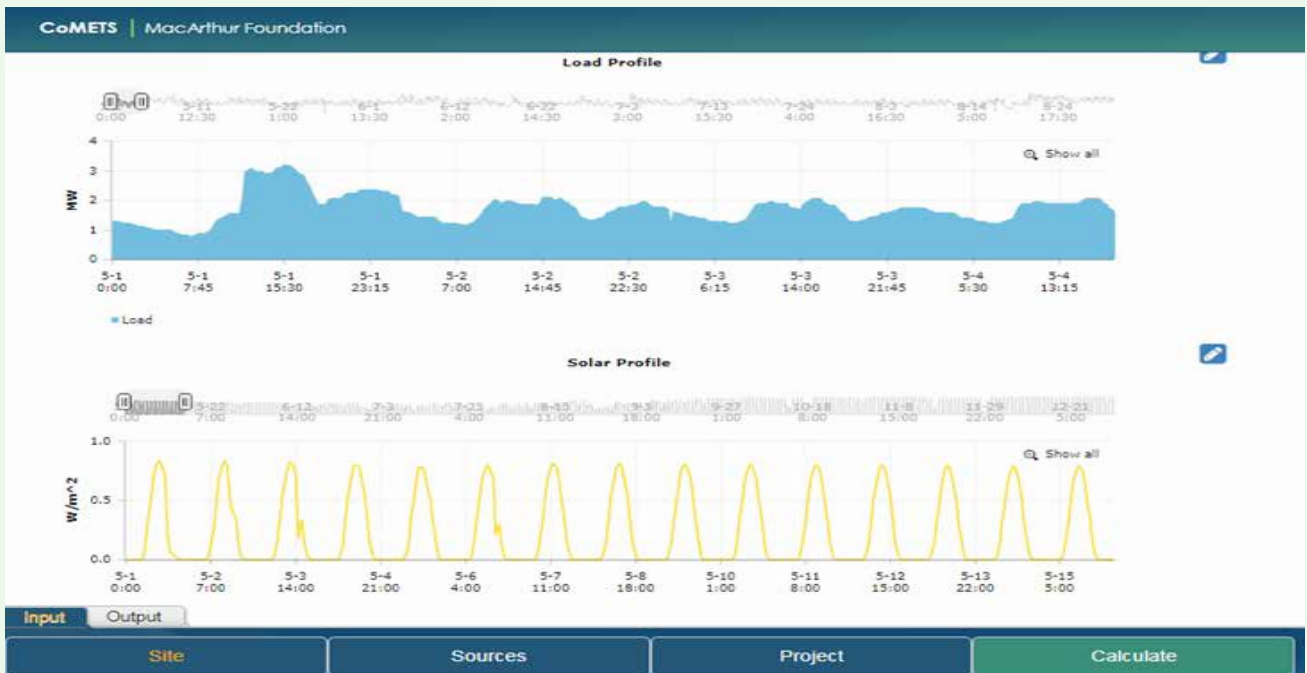 CoMETS | MacArthur Foundation
Load Profile
0:00 5-11 12:30 5-22 1:00 6-1 13:30 6-12 2:00 6-22 14:30 7-3 3:00 7-13 15:30 7-24 4:00 8-3 16:30 8-14 5:00 8-24 17:30
Show all
4
3
2
1
0
MW
5-1 5-1 5-1 5-1 5-2 5-2 5-2 5-3 5-3 5-3 5-4 5-4
0:00 7:45 15:30 23:15 7:00 14:45 22:30 6:15 14:00 21:45 5:30 13:15
Load
Solar Profile
0:00 5-22 7:00 6-12 14:00 7-3 21:00 7-23 4:00 11:00 18:00 9-27 1:00 10-18 8:00 11-8 15:00 11-29 22:00 12-21 5:00
Show all
1.0
0.5
0.0
W/m^2
5-1 5-2 5-3 5-4 5-6 5-7 5-8 5-10 5-11 5-12 5-13 5-15
0:00 7:00 14:00 21:00 4:00 11:00 18:00 1:00 8:00 15:00 22:00 5:00
Input Output
Site Sources Project Calculate